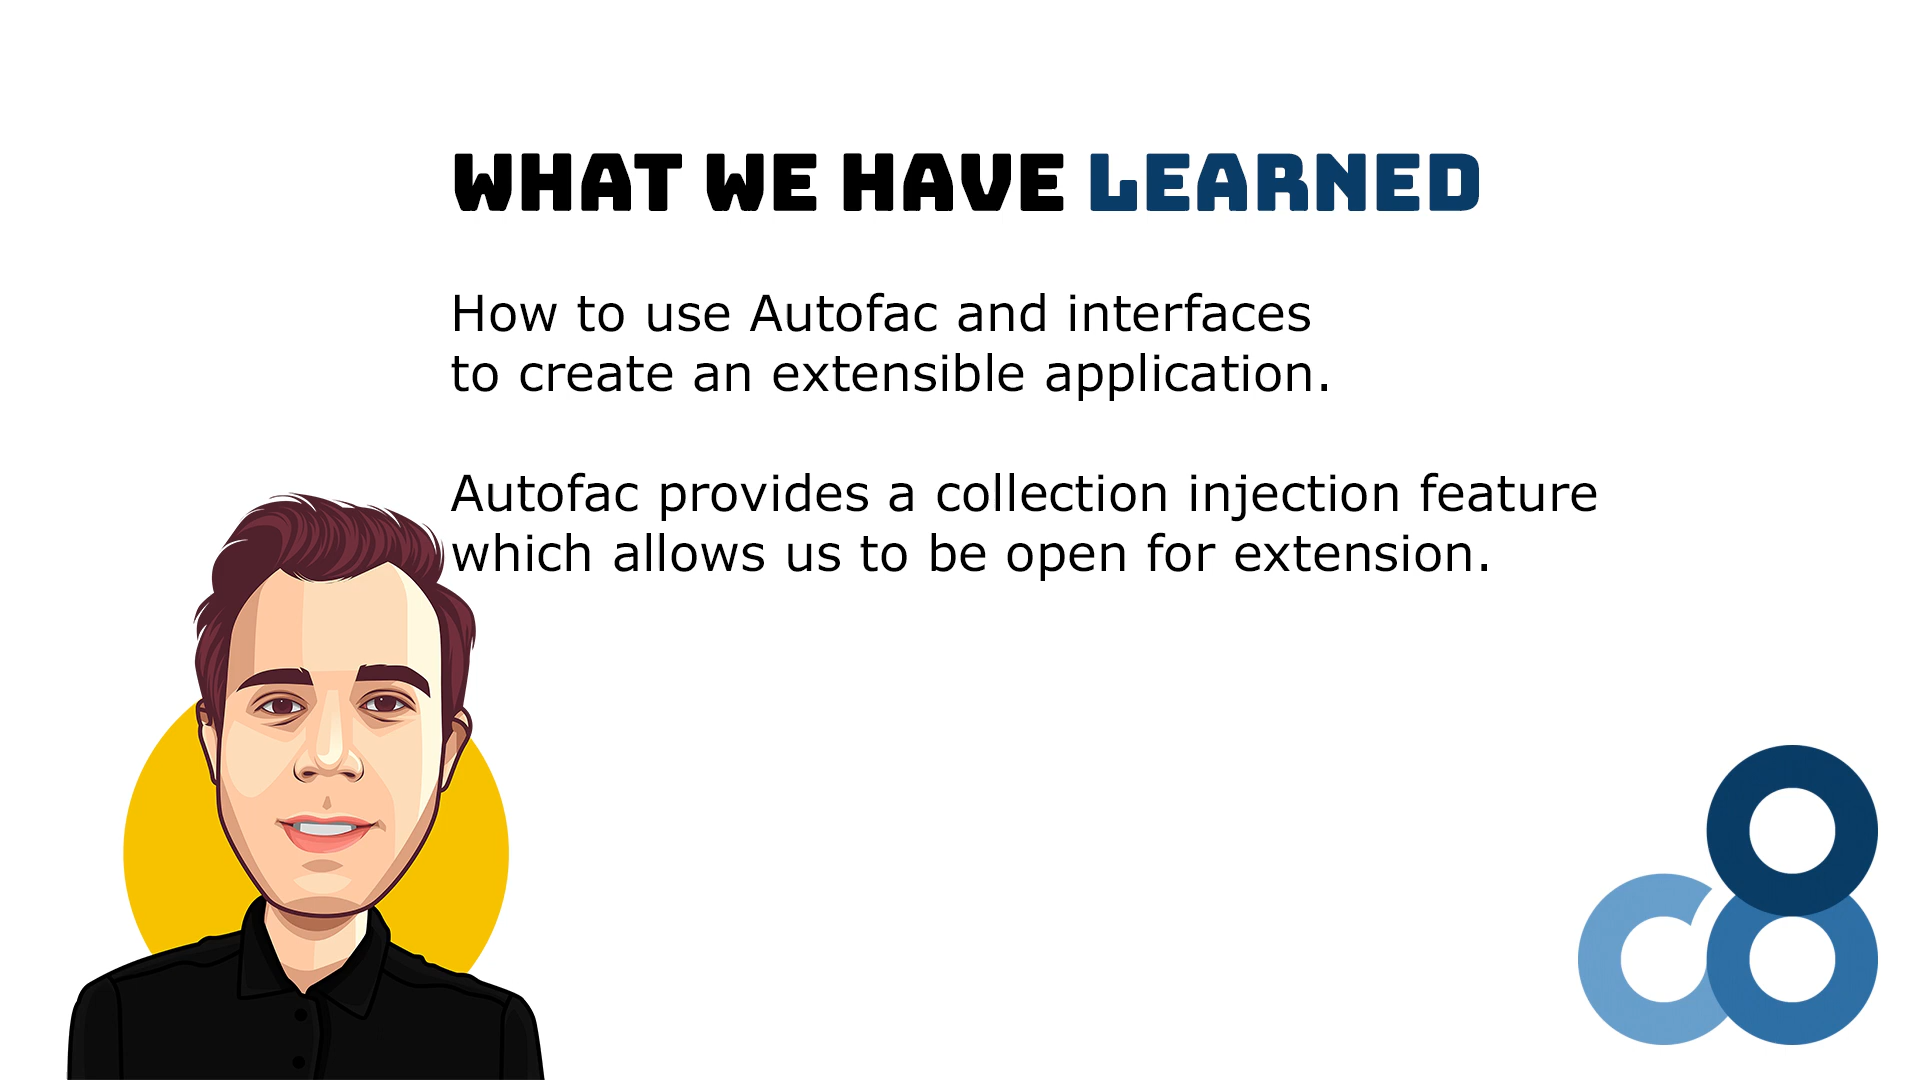 WHAT WE HAVE LEARNED
How to use Autofac and interfaces
to create an extensible application.
Autofac provides a collection injection feature
which allows us to be open for extension.